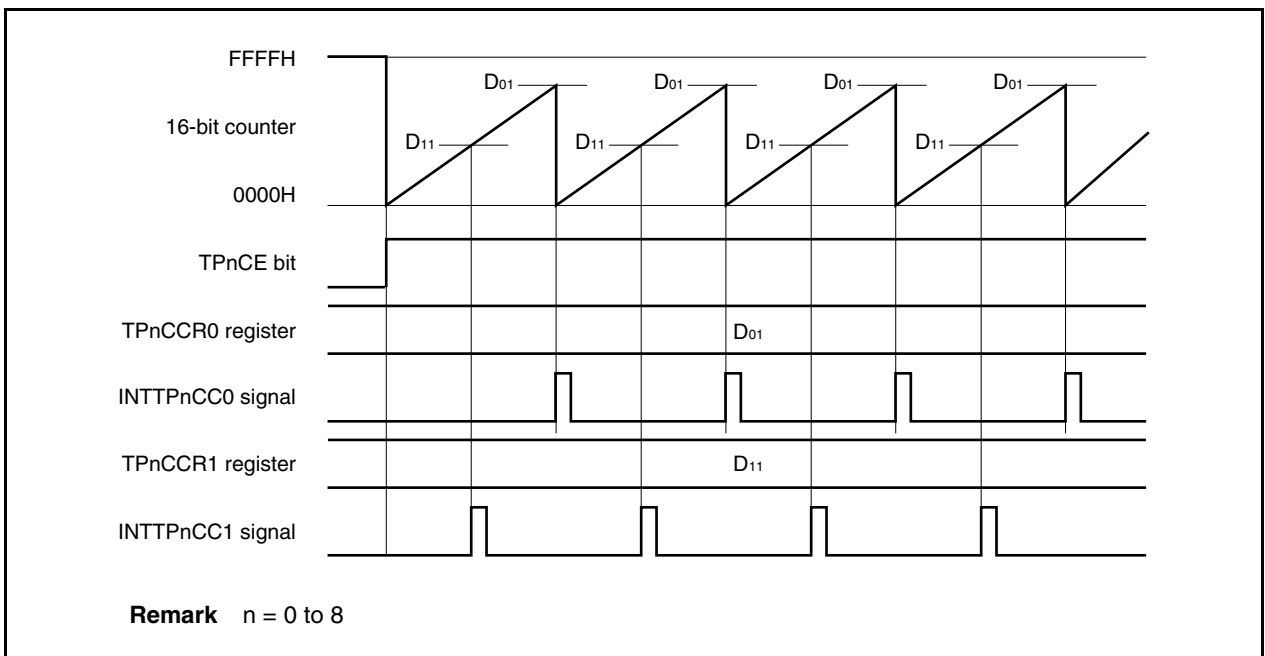 FFFFH
D01 D01 D01 D01
16-bit counter
D11 D11 D11 D11
0000H
TPnCE bit
TPnCCR0 register
D01
INTTPnCC0 signal
TPnCCR1 register
D11
INTTPnCC1 signal
Remark n = 0 to 8